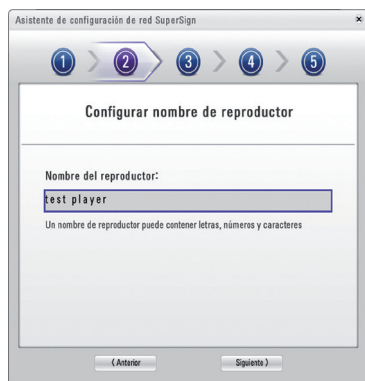 Asistente de configuración de red SuperSign ×
1 > 2 3 > 4 > 5
Configurar nombre de reproductor
Nombre del reproductor:
test player
Un nombre de reproductor puede contener letras, números y caracteres
< Anterior Siguiente >